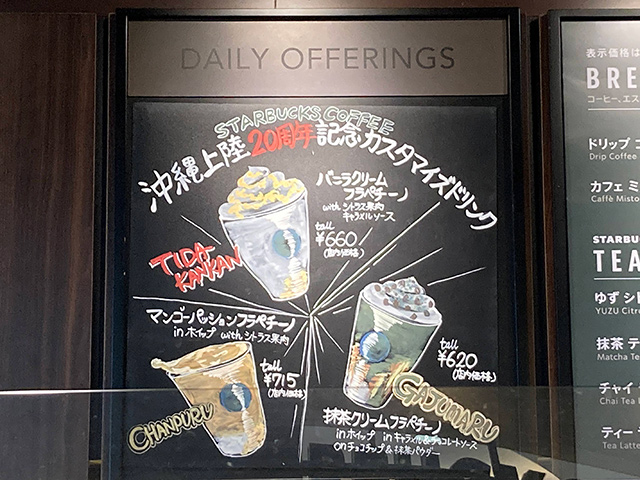 DAILY OFFERINGS
STARBUCKS COFFEE
沖縄上陸20周年記念カスタマイズドリンク
バニラクリーム
フラペチーノ
with シトラス果肉
キャラメルソース
tall
¥660
(店内価格)
TIDA-
KANKAN
マンゴーパッションフラペチーノ
in ホイップ with シトラス果肉
tall
¥715
(店内価格)
CHANPURU
tall
¥620
(店内価格)
GAJUMARU
抹茶クリームフラペチーノ
in ホイップ in キャラメル&チョコレートソース
on チョコチップ&抹茶パウダー
表示価格は
BRE
コーヒー、エス
ドリップ コ
Drip Coffee
カフェ ミ
Caffè Misto
STARBU
TEA
ゆず シト
YUZU Citru
抹茶 テ
Matcha Te
チャイ
Chai Tea L
ティー
Tea Latte